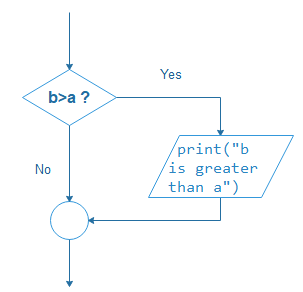 Yes
b>a ?
No
print("b
is greater
than a")